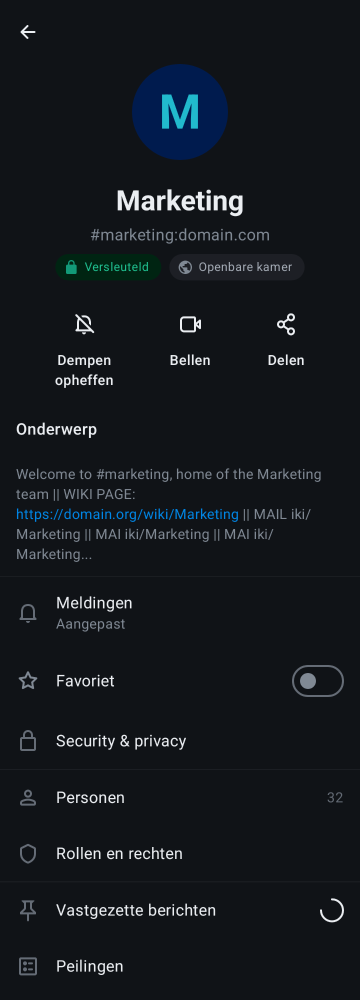 M
Marketing
#marketing:domain.com
Versleuteld
Openbare kamer
Dempen
opheffen
Bellen
Delen
Onderwerp
Welcome to #marketing, home of the Marketing
team || WIKI PAGE:
https://domain.org/wiki/Marketing || MAIL iki/
Marketing || MAI iki/Marketing || MAI iki/
Marketing...
Meldingen
Aangepast
Favoriet
Security & privacy
Personen
32
Rollen en rechten
Vastgezette berichten
Peilingen